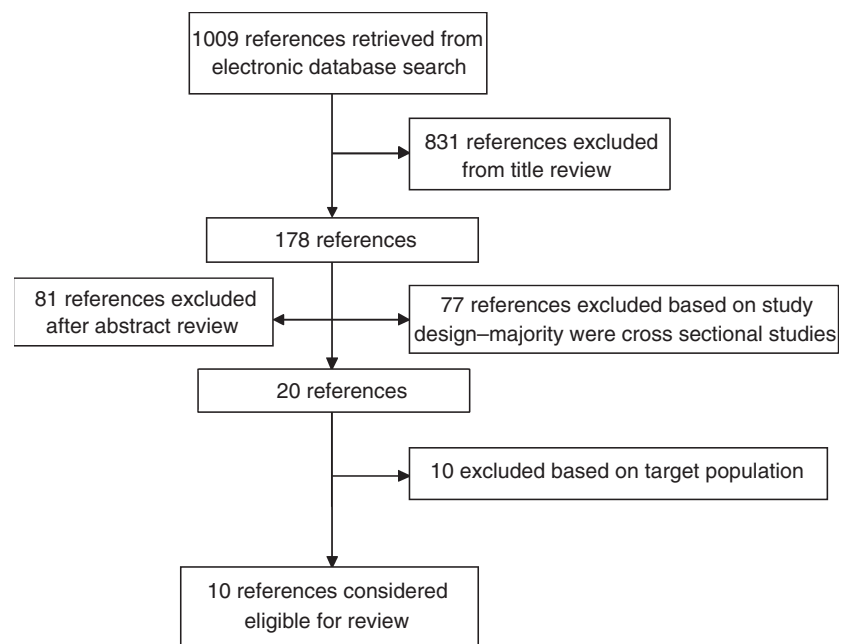 1009 references retrieved from
electronic database search
831 references excluded
from title review
178 references
81 references excluded
after abstract review
77 references excluded based on study
design–majority were cross sectional studies
20 references
10 excluded based on target population
10 references considered
eligible for review